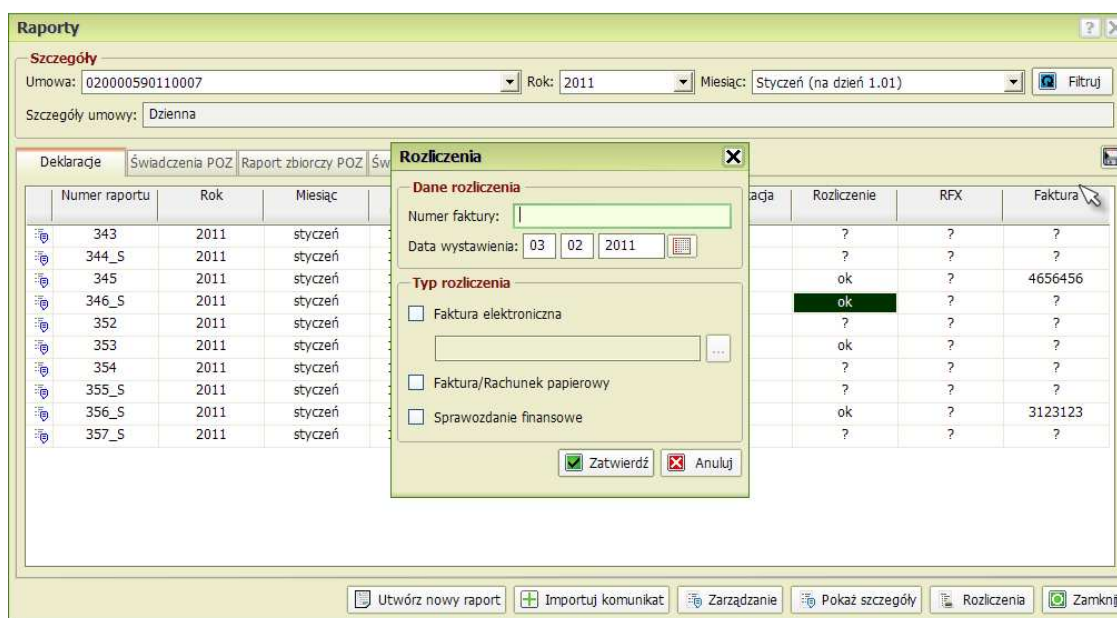 Raporty
Szczegóły
Umowa: 020000590110007 Rok: 2011 Miesiąc: Styczeń (na dzień 1.01) Filtruj
Szczegóły umowy: Dzienna
Deklaracje Świadczenia POZ Raport zbiorczy POZ
Numer raportu Rok Miesiąc Rozliczenie RFX Faktura
343 2011 styczeń ? ? ?
344_S 2011 styczeń ? ? ?
345 2011 styczeń ok ? 4656456
346_S 2011 styczeń ok ? ?
352 2011 styczeń ? ? ?
353 2011 styczeń ok ? ?
354 2011 styczeń ? ? ?
355_S 2011 styczeń ? ? ?
356_S 2011 styczeń ok ? 3123123
357_S 2011 styczeń ? ? ?
Rozliczenia
Dane rozliczenia
Numer faktury:
Data wystawienia: 03 02 2011
Typ rozliczenia
Faktura elektroniczna
...
Faktura/Rachunek papierowy
Sprawozdanie finansowe
Zatwierdź Anuluj
Utwórz nowy raport Importuj komunikat Zarządzanie Pokaż szczegóły Rozliczenia Zamknij